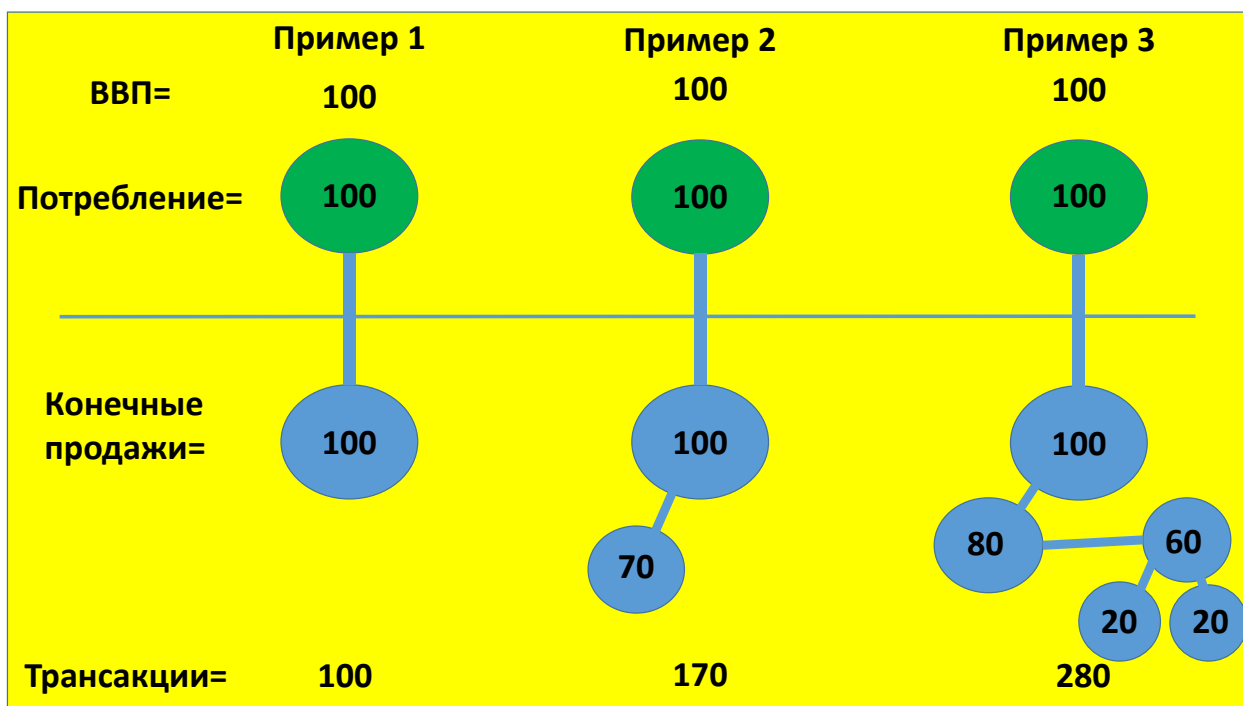 Пример 1 Пример 2 Пример 3
ВВП= 100 100 100
Потребление= 100 100 100
Конечные
продажи= 100 100 100
70 80 60
20 20
Трансакции= 100 170 280